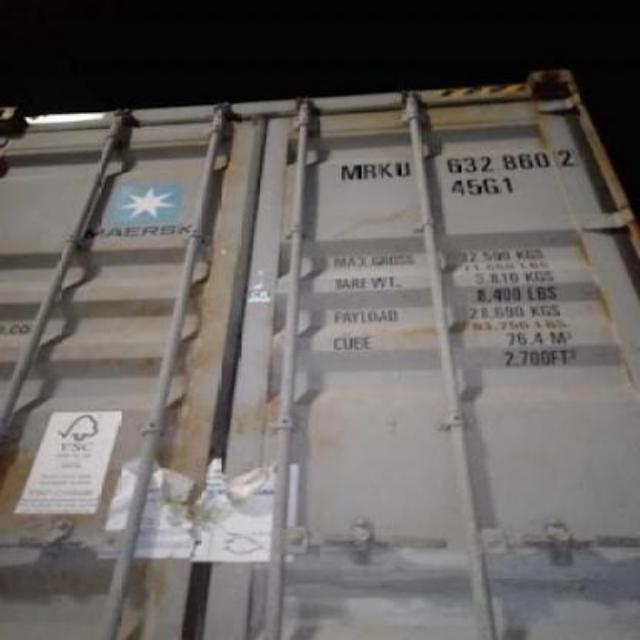 MAERSK
FSC
MRKU 632 860 2
45G1
MAX.GROSS 32.500 KGS
TARE WT. 3.810 KGS
8.400 LBS
PAYLOAD 28.690 KGS
CUBE 76.4 M³
2.700FT³